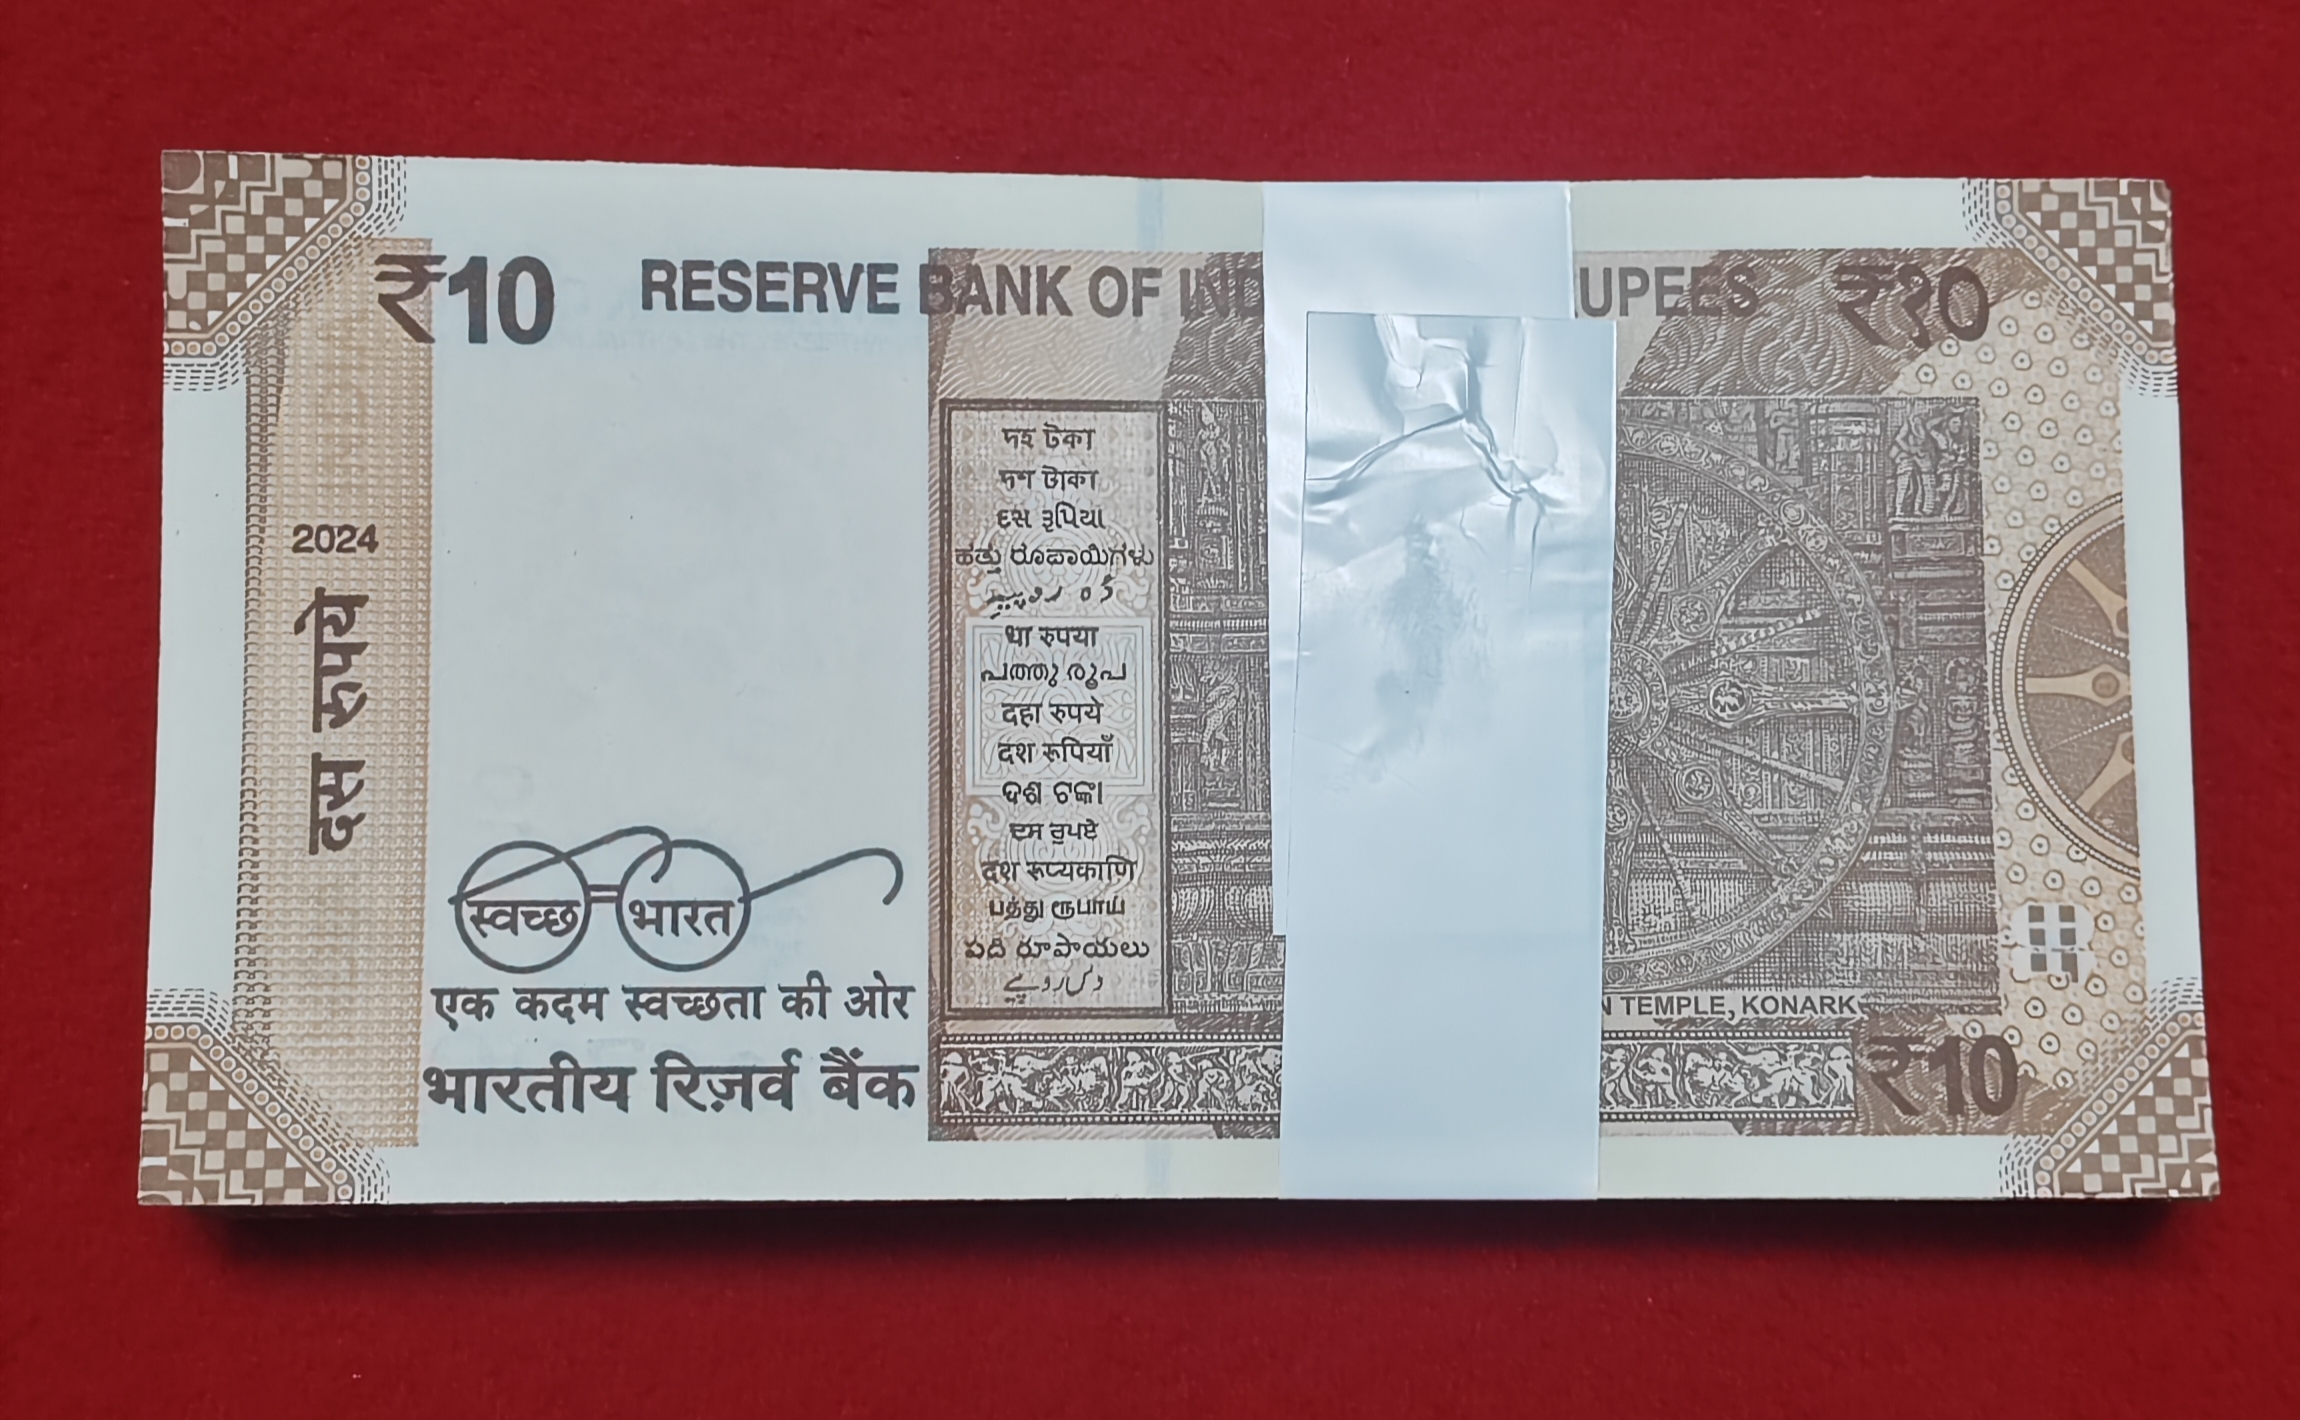 ₹10 RESERVE BANK OF IND UPEES ₹१०
2024
दस रुपये
দহ টকা
দশ টাকা
દસ રૂપિયા
ಹತ್ತು ರೂಪಾಯಿಗಳು
धा रुपया
പത്തു രൂപ
दहा रुपये
दश रूपियाँ
ଦଶ ଟଙ୍କା
ਦਸ ਰੁਪਏ
दश रूप्यकाणि
பத்து ரூபாய்
పది రూపాయలు
دس روپے
स्वच्छ भारत
एक कदम स्वच्छता की ओर
भारतीय रिज़र्व बैंक
N TEMPLE, KONARK
₹10